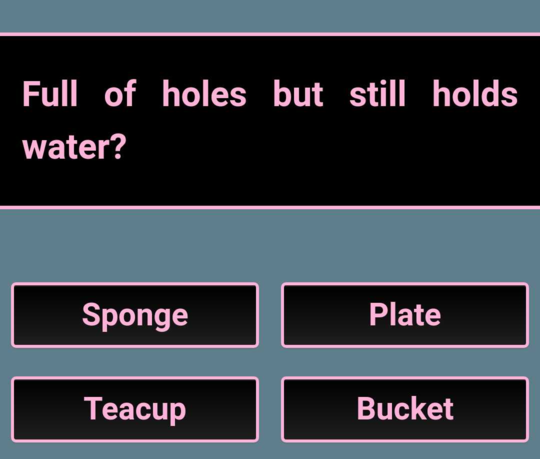 Full of holes but still holds
water?
Sponge
Plate
Teacup
Bucket